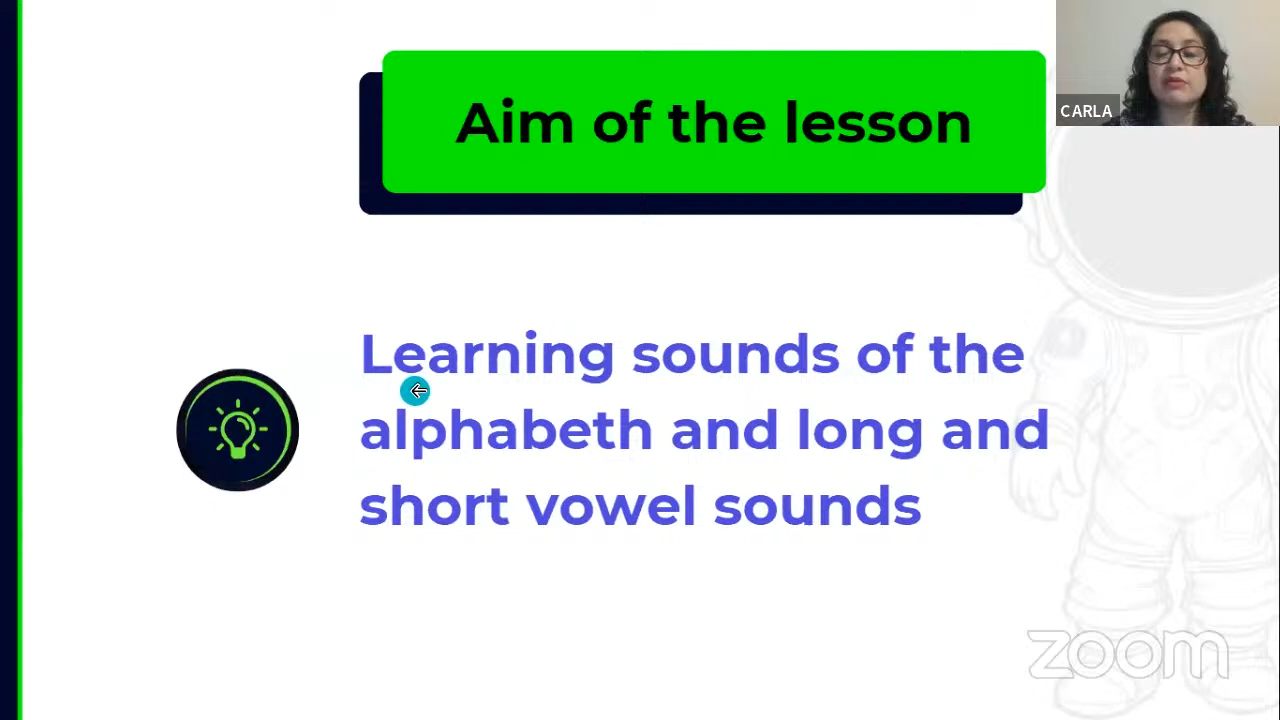 Aim of the lesson
CARLA
Learning sounds of the
alphabeth and long and
short vowel sounds
zoom